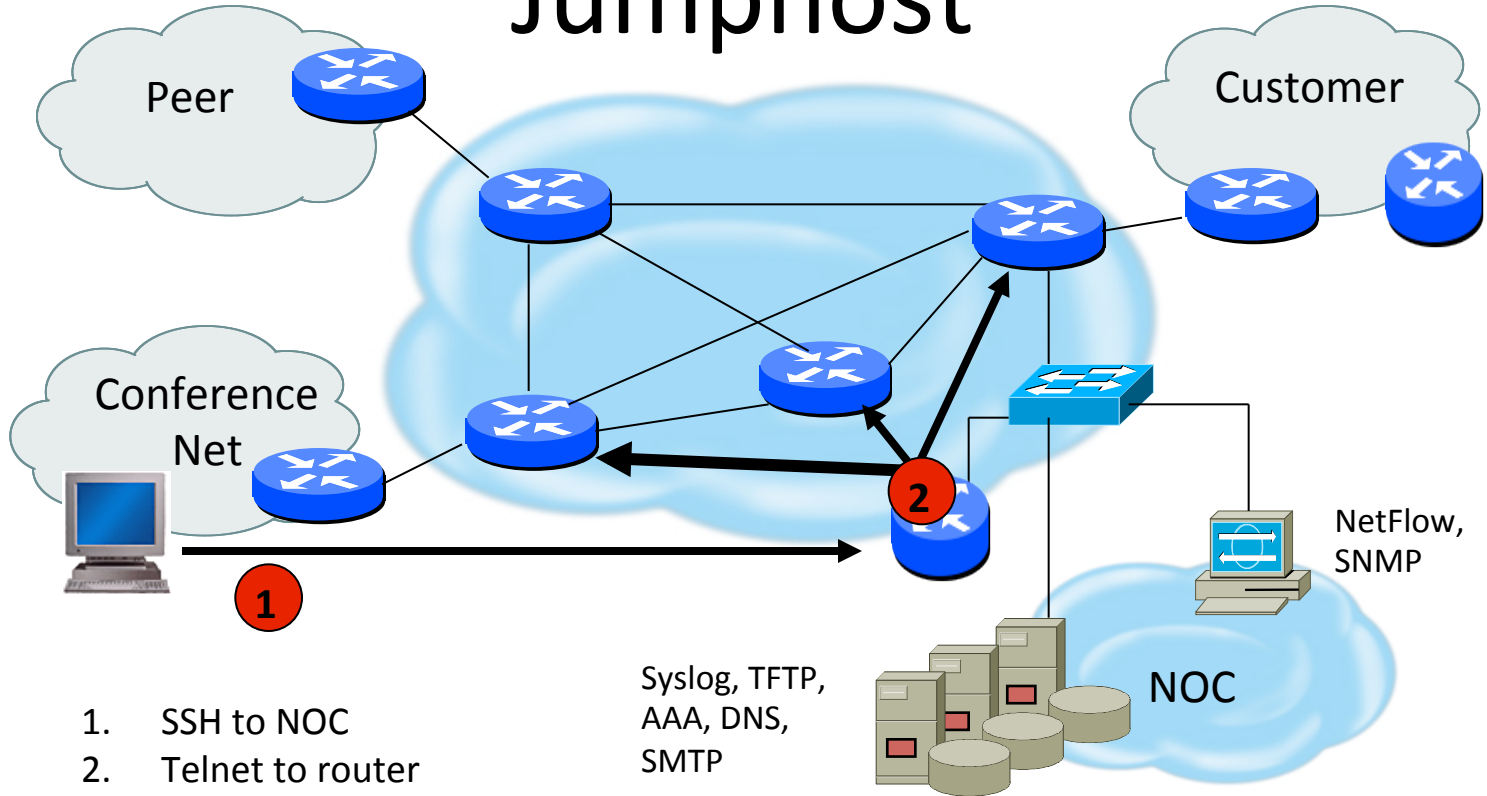 Jumphost
Peer
Customer
Conference
Net
2
1
NetFlow,
SNMP
Syslog, TFTP,
AAA, DNS,
SMTP
NOC
1. SSH to NOC
2. Telnet to router